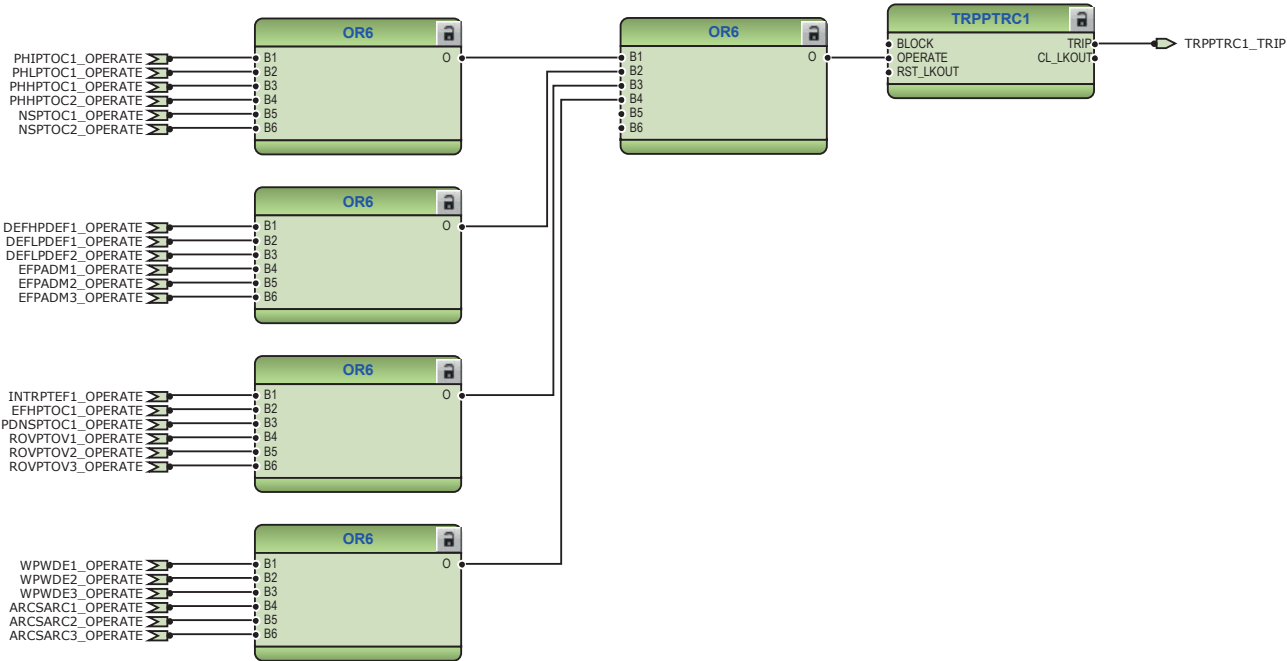 OR6
PHIPTOC1_OPERATE B1 O
PHLPTOC1_OPERATE B2
PHHPTOC1_OPERATE B3
PHHPTOC2_OPERATE B4
NSPTOC1_OPERATE B5
NSPTOC2_OPERATE B6
OR6
B1 O
B2
B3
B4
B5
B6
TRPPTRC1
BLOCK TRIP TRPPTRC1_TRIP
OPERATE CL_LKOUT
RST_LKOUT
OR6
DEFHPDEF1_OPERATE B1 O
DEFLPDEF1_OPERATE B2
DEFLPDEF2_OPERATE B3
EFPADM1_OPERATE B4
EFPADM2_OPERATE B5
EFPADM3_OPERATE B6
OR6
INTRPTEF1_OPERATE B1 O
EFHPTOC1_OPERATE B2
PDNSPTOC1_OPERATE B3
ROVPTOV1_OPERATE B4
ROVPTOV2_OPERATE B5
ROVPTOV3_OPERATE B6
OR6
WPWDE1_OPERATE B1 O
WPWDE2_OPERATE B2
WPWDE3_OPERATE B3
ARCSARC1_OPERATE B4
ARCSARC2_OPERATE B5
ARCSARC3_OPERATE B6